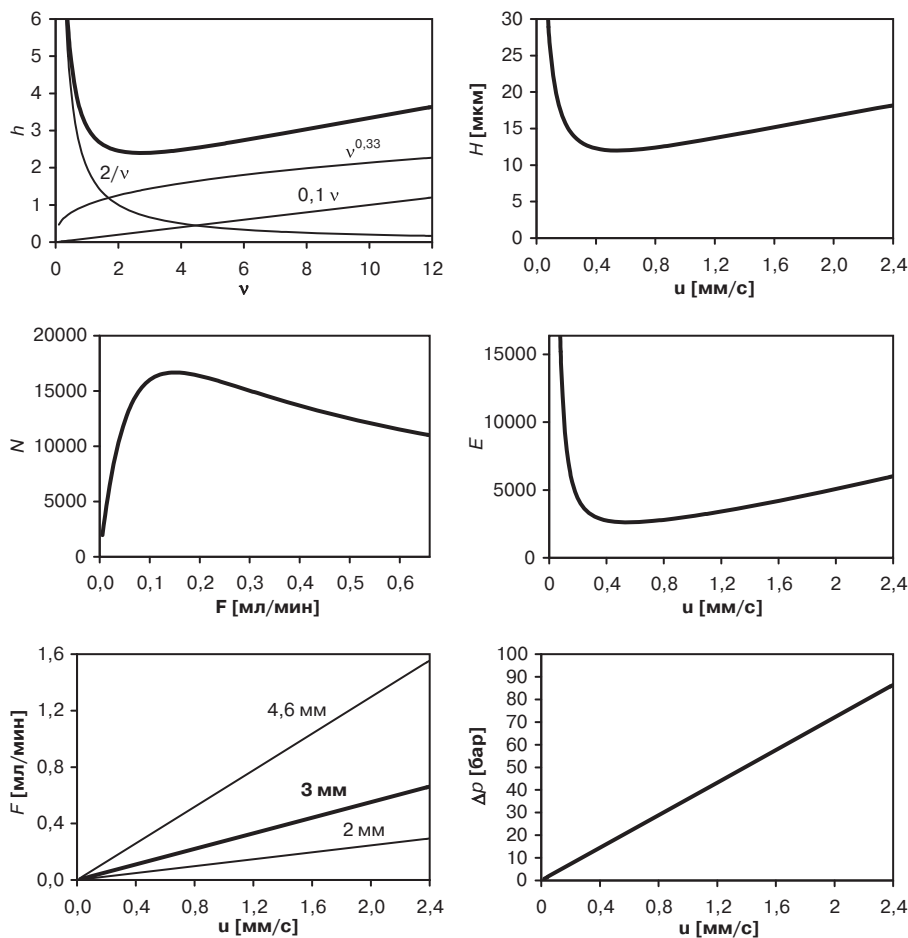 6
5
4
3
2
1
0
h
2/ν
ν^0,33
0,1 ν
0 2 4 6 8 10 12
ν
30
25
20
15
10
5
0
H [мкм]
0,0 0,4 0,8 1,2 1,6 2,0 2,4
u [мм/с]
20000
15000
10000
5000
0
N
0,0 0,1 0,2 0,3 0,4 0,5 0,6
F [мл/мин]
15000
10000
5000
0
E
0 0,4 0,8 1,2 1,6 2,0 2,4
u [мм/с]
1,6
1,2
0,8
0,4
0,0
F [мл/мин]
4,6 мм
3 мм
2 мм
0,0 0,4 0,8 1,2 1,6 2,0 2,4
u [мм/с]
100
90
80
70
60
50
40
30
20
10
0
Δp [бар]
0 0,4 0,8 1,2 1,6 2,0 2,4
u [мм/с]